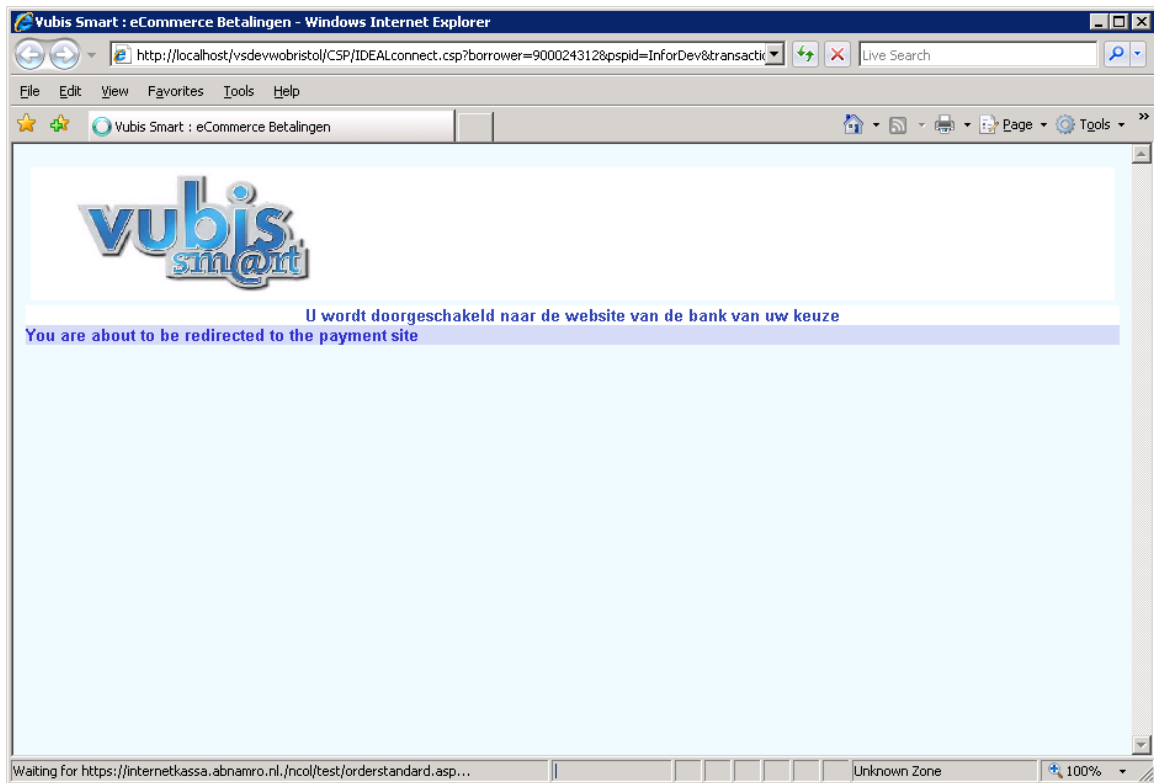 Vubis Smart : eCommerce Betalingen - Windows Internet Explorer
http://localhost/vsdevwobristol/CSP/IDEALconnect.csp?borrower=900024312&pspid=InforDev&transactic
Live Search
File Edit View Favorites Tools Help
Vubis Smart : eCommerce Betalingen
Page Tools »
vubis
sm@rt
U wordt doorgeschakeld naar de website van de bank van uw keuze
You are about to be redirected to the payment site
Waiting for https://internetkassa.abnamro.nl./ncol/test/orderstandard.asp... Unknown Zone 100%